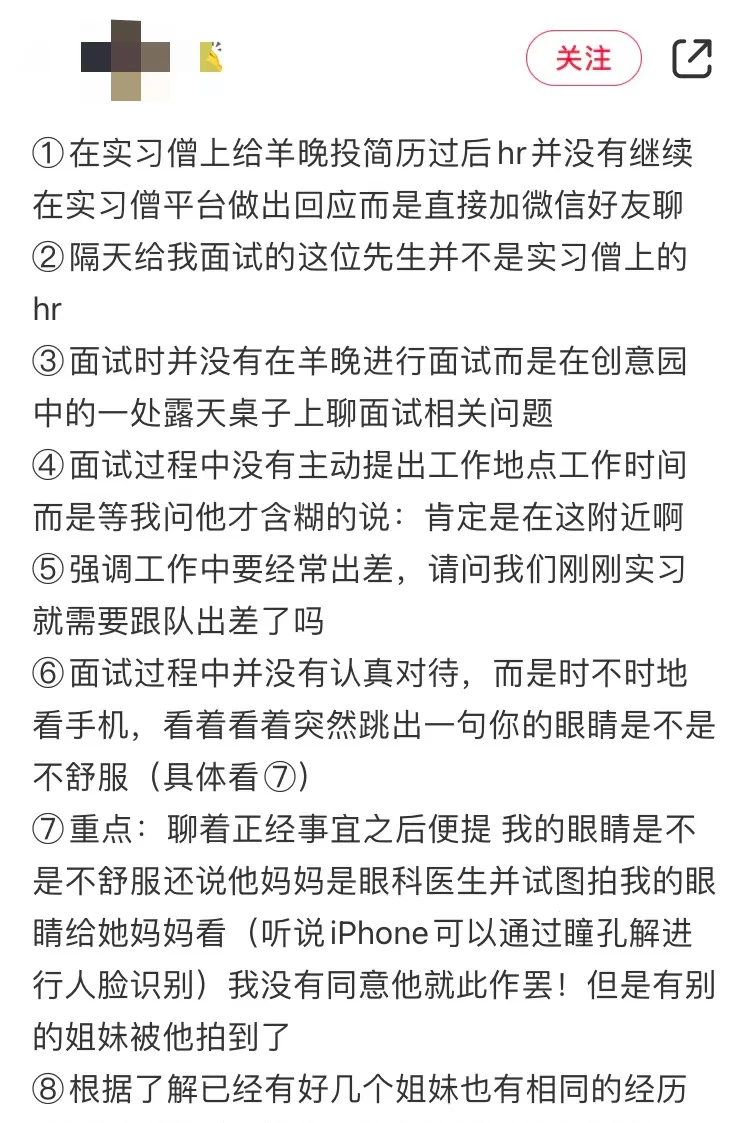 关注
①在实习僧上给羊晚投简历过后hr并没有继续
在实习僧平台做出回应而是直接加微信好友聊
②隔天给我面试的这位先生并不是实习僧上的
hr
③面试时并没有在羊晚进行面试而是在创意园
中的一处露天桌子上聊面试相关问题
④面试过程中没有主动提出工作地点工作时间
而是等我问他才含糊的说：肯定是在这附近啊
⑤强调工作中要经常出差，请问我们刚刚实习
就需要跟队出差了吗
⑥面试过程中并没有认真对待，而是时不时地
看手机，看着看着突然跳出一句你的眼睛是不是
不舒服（具体看⑦）
⑦重点：聊着正经事宜之后便提 我的眼睛是不
是不舒服还说他妈妈是眼科医生并试图拍我的眼
睛给她妈妈看（听说iPhone可以通过瞳孔解进
行人脸识别）我没有同意他就此作罢！但是有别
的姐妹被他拍到了
⑧根据了解已经有好几个姐妹也有相同的经历